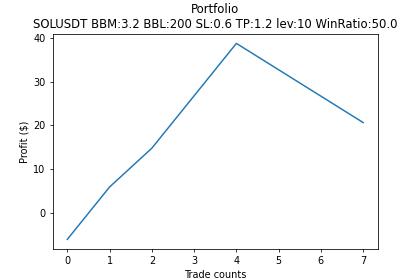 Portfolio
SOLUSDT BBM:3.2 BBL:200 SL:0.6 TP:1.2 lev:10 WinRatio:50.0
40
30
20
10
0
Profit ($)
0 1 2 3 4 5 6 7
Trade counts